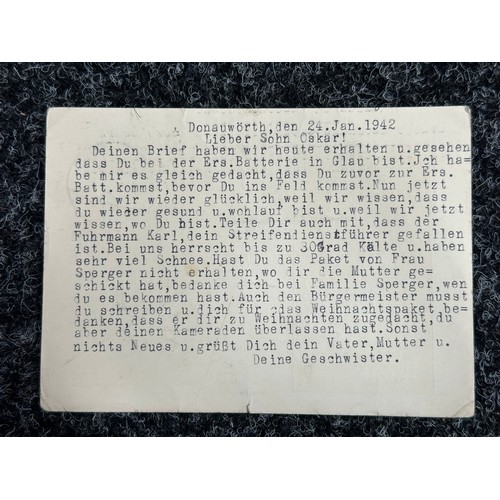 Donauwörth,den 24.Jan.1942
Lieber Sohn Oskar!
Deinen Brief haben wir heute erhalten u.gesehen
dass Du bei der Ers.Batterie in Glau bist.Jch ha=
be mir es gleich gedacht,dass Du zuvor zur Ers.
Batt.kommst,bevor Du ins Feld kommst.Nun jetzt
sind wir wieder glücklich,weil wir wissen,dass
du wieder gesund u.wohlauf bist u.weil wir jetzt
wissen,wo Du bist.Teile Dir auch mit,dass der
Fuhrmann Karl,dein Streifendienstführer gefallen
ist.Bei uns herrscht bis zu 30Grad Kälte u.haben
sehr viel Schnee.Hast Du das Paket von Frau
Sperger nicht erhalten,wo dir die Mutter ge=
schickt hat,bedanke dich bei Familie Sperger,wen
du es bekommen hast.Auch den Bürgermeister musst
du schreiben u.dich für das Weihnachtspaket,be=
danken,dass er dir zu Weihnachten zugedacht,du
aber deinen Kameraden überlassen hast.Sonst
nichts Neues u.grüßt Dich dein Vater,Mutter u.
Deine Geschwister.